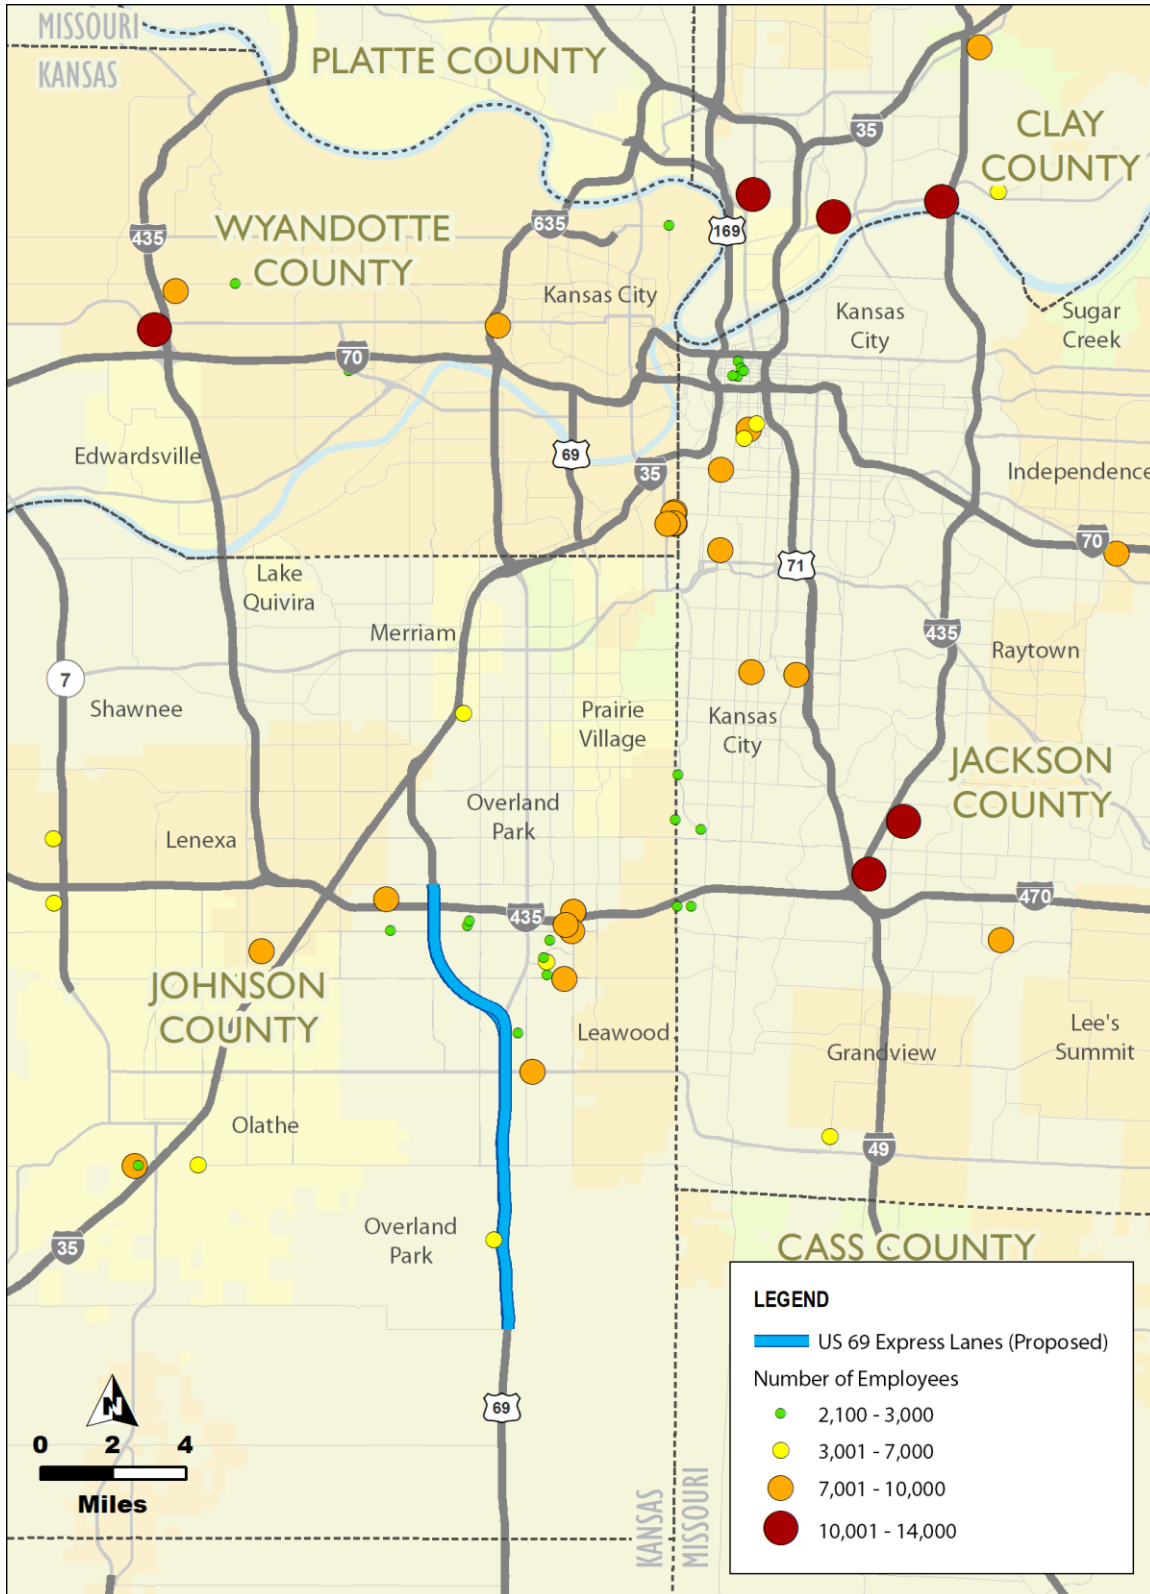 MISSOURI
KANSAS
PLATTE COUNTY
35
CLAY
COUNTY
WYANDOTTE
COUNTY
435
635
169
Kansas City
Kansas
City
Sugar
Creek
70
Edwardsville
69
35
Independence
70
71
Lake
Quivira
Merriam
435
Raytown
7
Shawnee
Prairie
Village
Kansas
City
JACKSON
COUNTY
Overland
Park
Lenexa
435
470
JOHNSON
COUNTY
Leawood
Grandview
Lee's
Summit
Olathe
49
Overland
Park
35
CASS COUNTY
LEGEND
US 69 Express Lanes (Proposed)
Number of Employees
2,100 - 3,000
3,001 - 7,000
7,001 - 10,000
10,001 - 14,000
69
N
0 2 4
Miles
KANSAS
MISSOURI